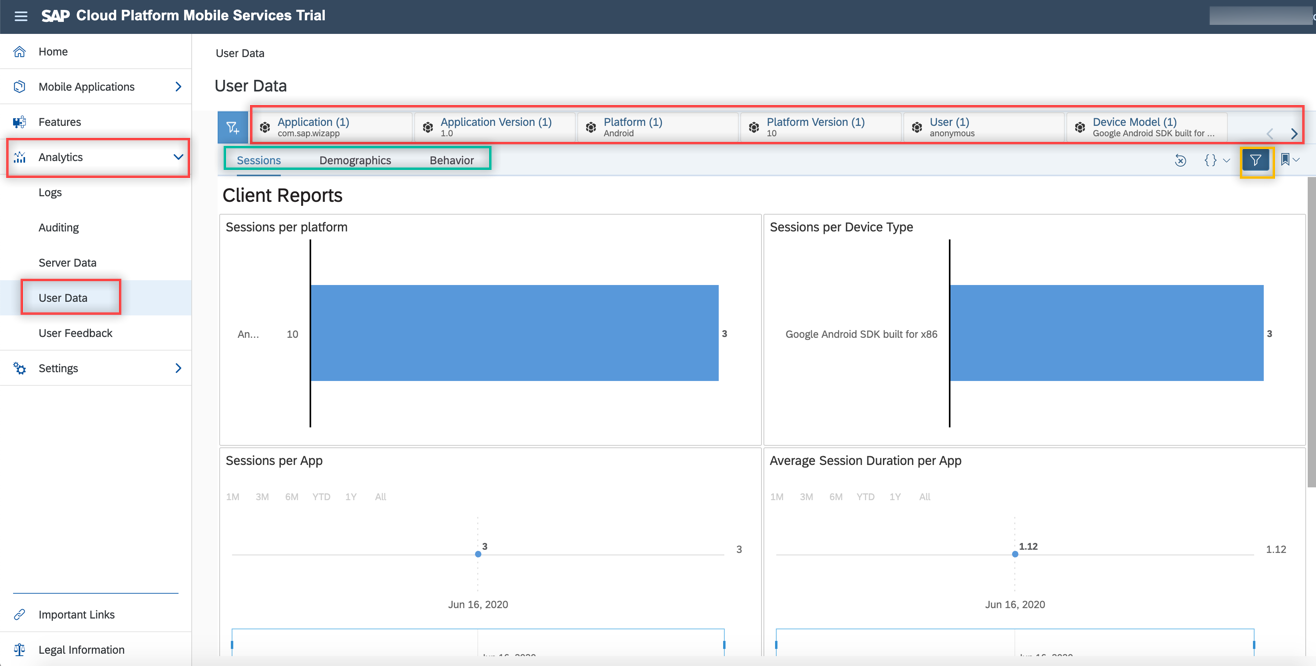 SAP Cloud Platform Mobile Services Trial
Home
Mobile Applications
Features
Analytics
Logs
Auditing
Server Data
User Data
User Feedback
Settings
Important Links
Legal Information
User Data
User Data
Application (1)
com.sap.wizapp
Application Version (1)
1.0
Platform (1)
Android
Platform Version (1)
10
User (1)
anonymous
Device Model (1)
Google Android SDK built for ...
Sessions Demographics Behavior
Client Reports
Sessions per platform
An... 10 3
Sessions per Device Type
Google Android SDK built for x86 3
Sessions per App
1M 3M 6M YTD 1Y All
3
3
Jun 16, 2020
Average Session Duration per App
1M 3M 6M YTD 1Y All
1.12
1.12
Jun 16, 2020